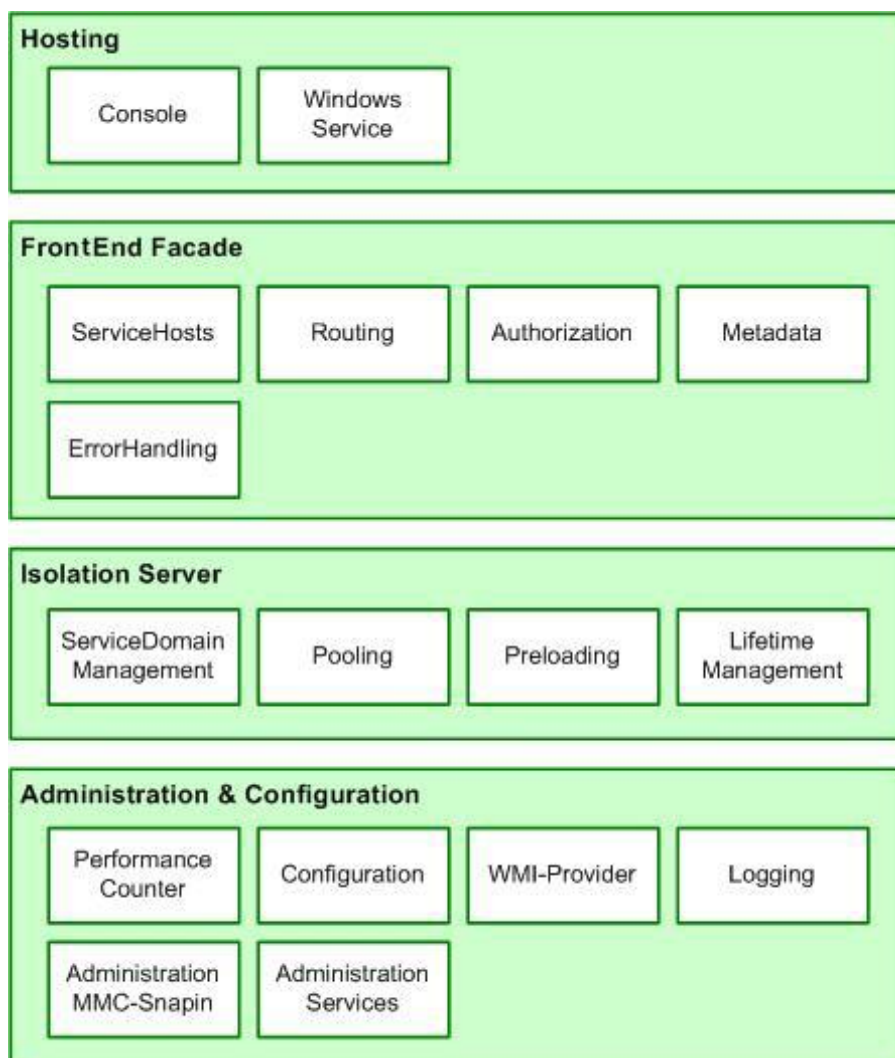 Hosting
Console
Windows
Service
FrontEnd Facade
ServiceHosts
Routing
Authorization
Metadata
ErrorHandling
Isolation Server
ServiceDomain
Management
Pooling
Preloading
Lifetime
Management
Administration & Configuration
Performance
Counter
Configuration
WMI-Provider
Logging
Administration
MMC-Snapin
Administration
Services